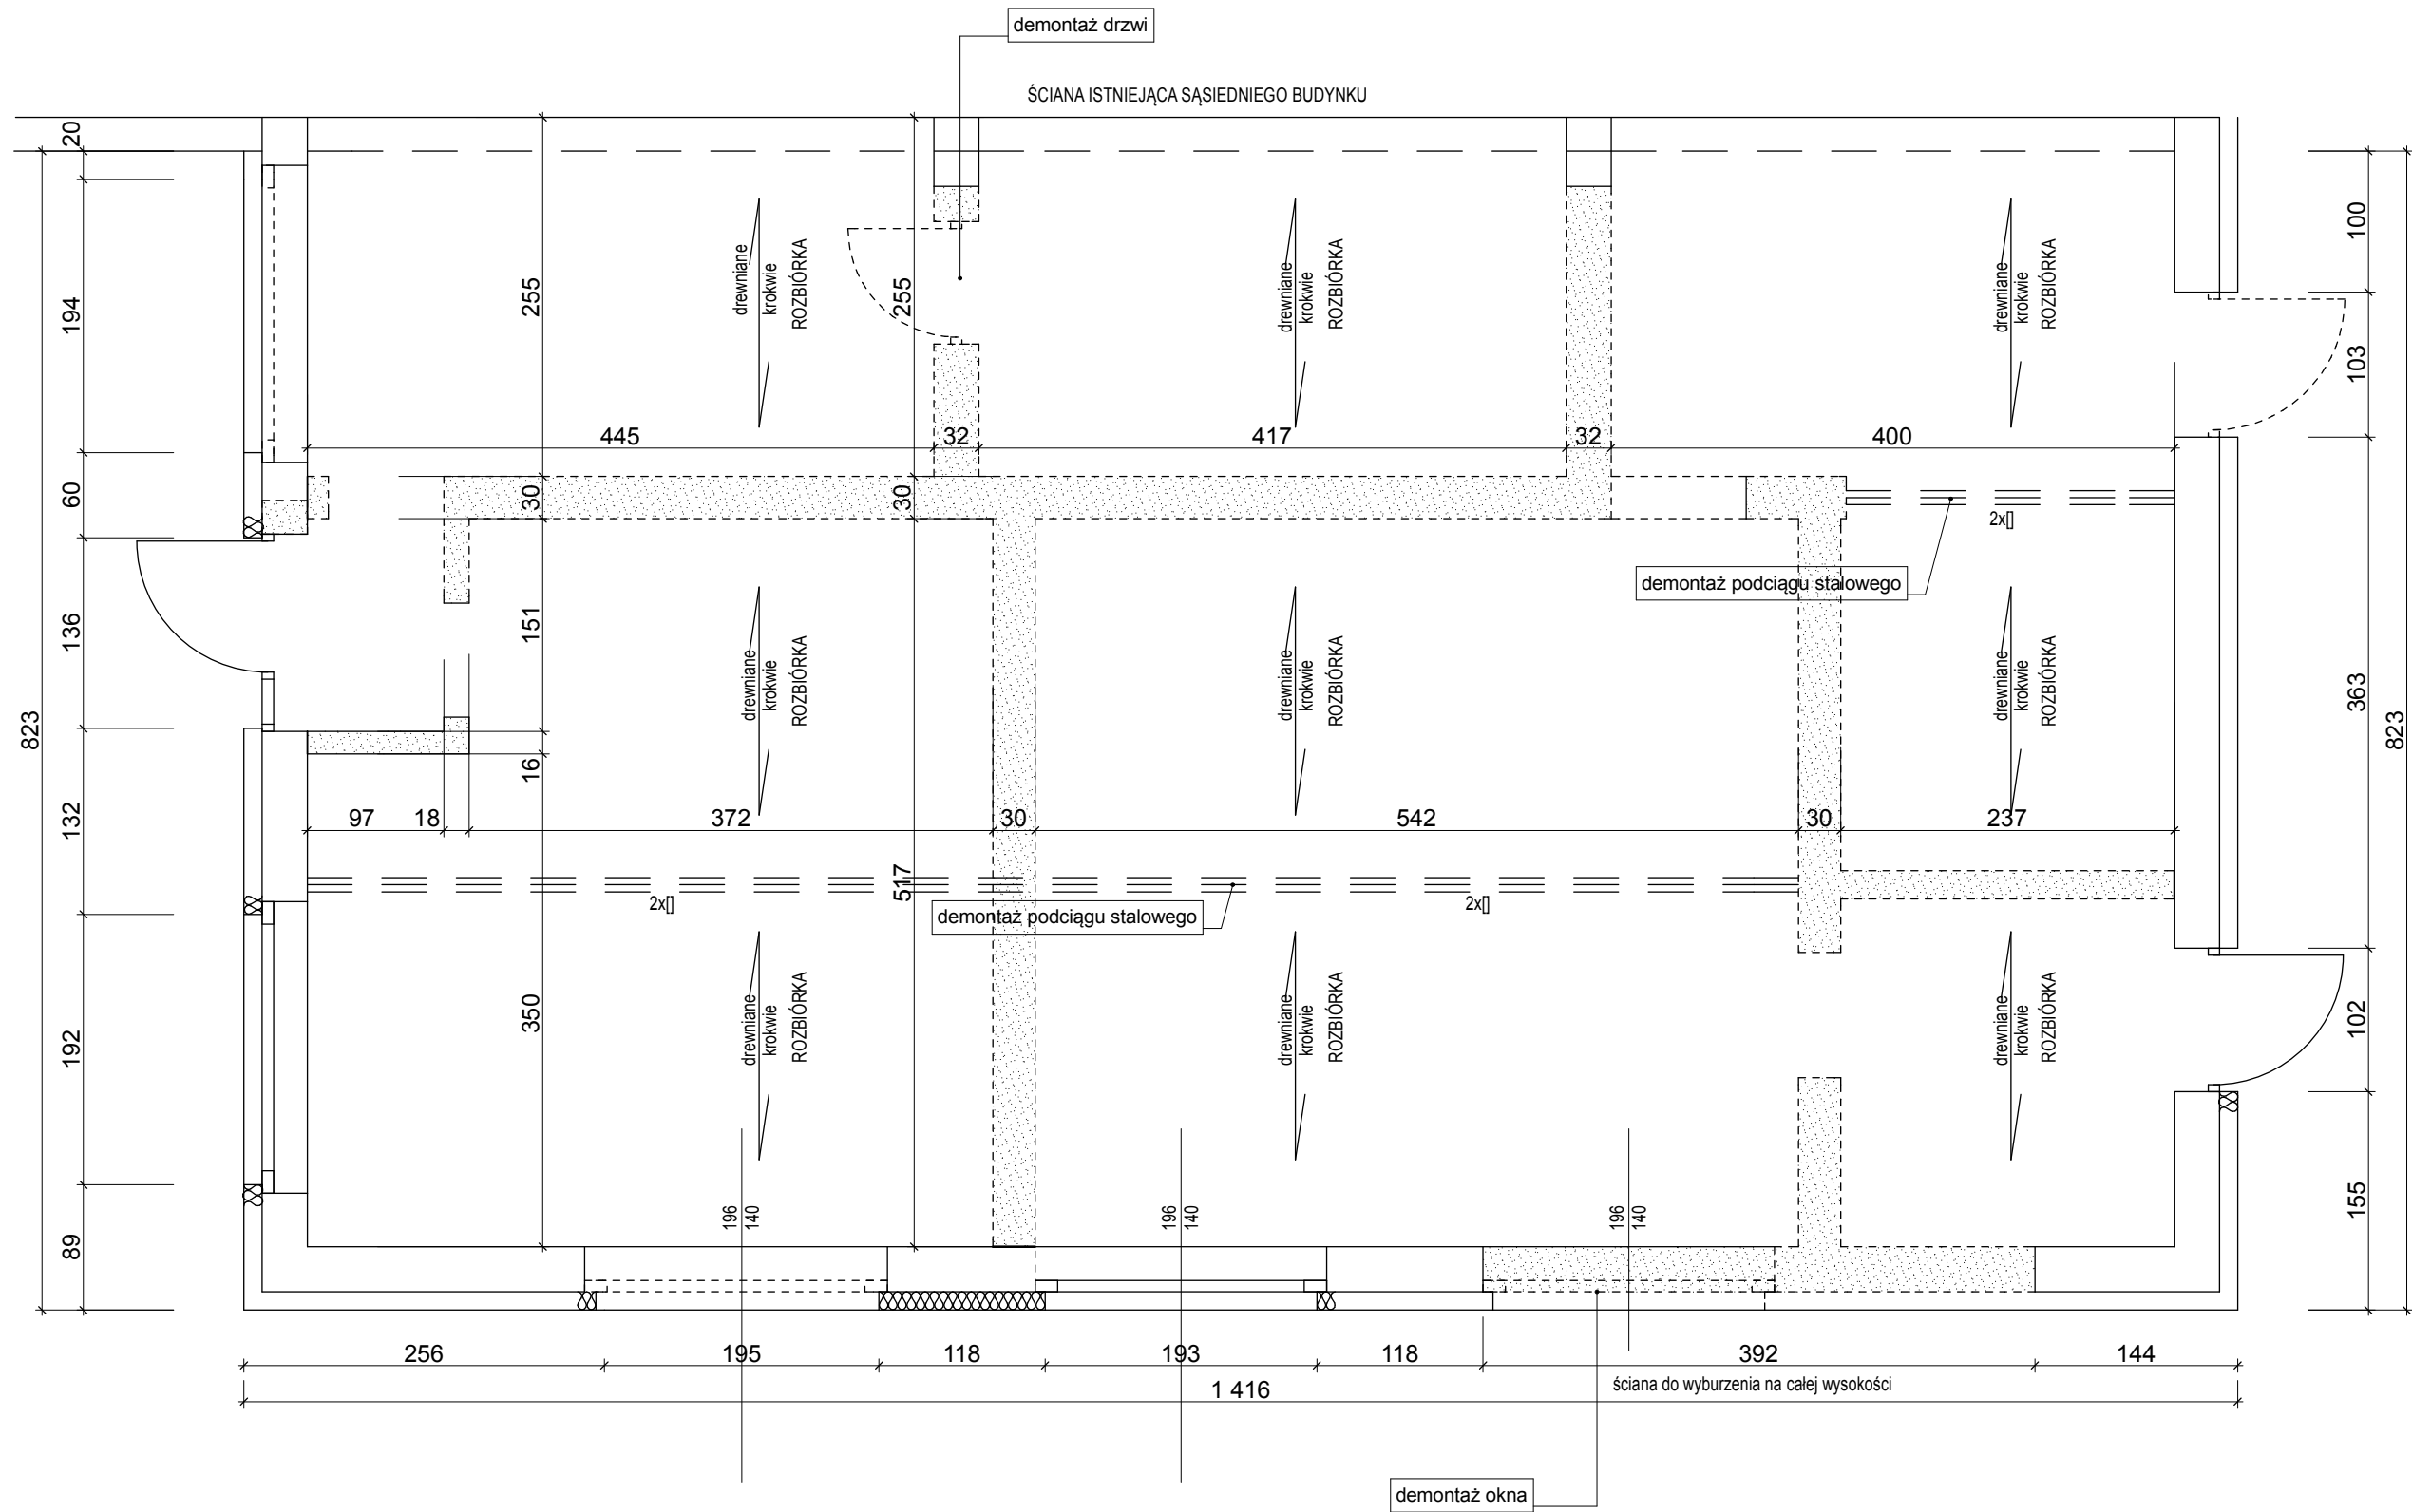 demontaż drzwi
ŚCIANA ISTNIEJĄCA SĄSIEDNIEGO BUDYNKU
20
194
60
136
132
192
89
823
255
30
151
16
350
255
30
517
drewniane
krokwie
ROZBIÓRKA
drewniane
krokwie
ROZBIÓRKA
drewniane
krokwie
ROZBIÓRKA
100
103
363
102
155
823
445
32
417
32
400
2x[]
demontaż podciągu stalowego
drewniane
krokwie
ROZBIÓRKA
drewniane
krokwie
ROZBIÓRKA
drewniane
krokwie
ROZBIÓRKA
97
18
372
30
542
30
237
2x[]
2x[]
demontaż podciągu stalowego
drewniane
krokwie
ROZBIÓRKA
drewniane
krokwie
ROZBIÓRKA
drewniane
krokwie
ROZBIÓRKA
196
140
196
140
196
140
256
195
118
193
118
392
144
1 416
ściana do wyburzenia na całej wysokości
demontaż okna